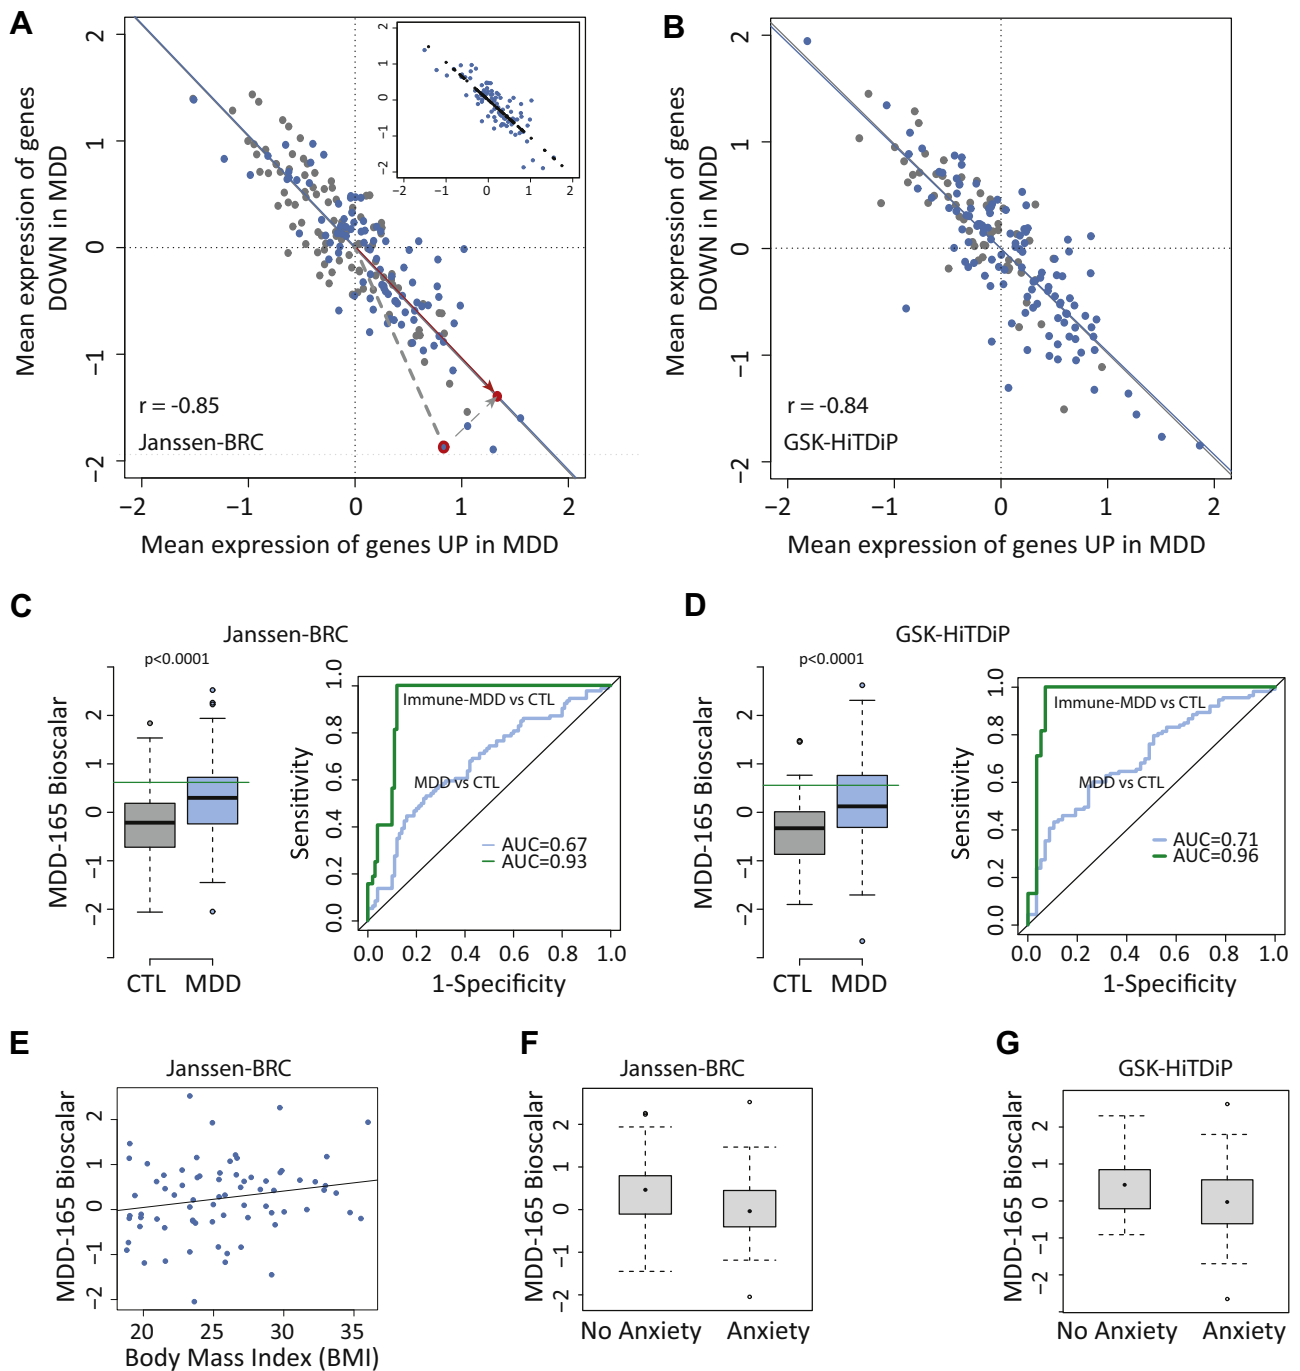 A
Mean expression of genes
DOWN in MDD
2
1
0
−1
−2
2
1
0
−1
−2
−2 −1 0 1 2
r = -0.85
Janssen-BRC
−2 −1 0 1 2
Mean expression of genes UP in MDD
B
Mean expression of genes
DOWN in MDD
2
1
0
−1
−2
r = -0.84
GSK-HiTDiP
−2 −1 0 1 2
Mean expression of genes UP in MDD
C
Janssen-BRC
p<0.0001
MDD-165 Bioscalar
2
1
0
−1
−2
CTL MDD
Sensitivity
1.0
0.8
0.6
0.4
0.2
0.0
Immune-MDD vs CTL
MDD vs CTL
AUC=0.67
AUC=0.93
0.0 0.2 0.4 0.6 0.8 1.0
1-Specificity
D
GSK-HiTDiP
p<0.0001
MDD-165 Bioscalar
2
1
0
−1
−2
CTL MDD
Sensitivity
1.0
0.8
0.6
0.4
0.2
0.0
Immune-MDD vs CTL
MDD vs CTL
AUC=0.71
AUC=0.96
0.0 0.2 0.4 0.6 0.8 1.0
1-Specificity
E
Janssen-BRC
MDD-165 Bioscalar
2
1
0
−1
−2
20 25 30 35
Body Mass Index (BMI)
F
Janssen-BRC
MDD-165 Bioscalar
2
1
0
−1
−2
No Anxiety Anxiety
G
GSK-HiTDiP
MDD-165 Bioscalar
2
1
0
−1
−2
No Anxiety Anxiety